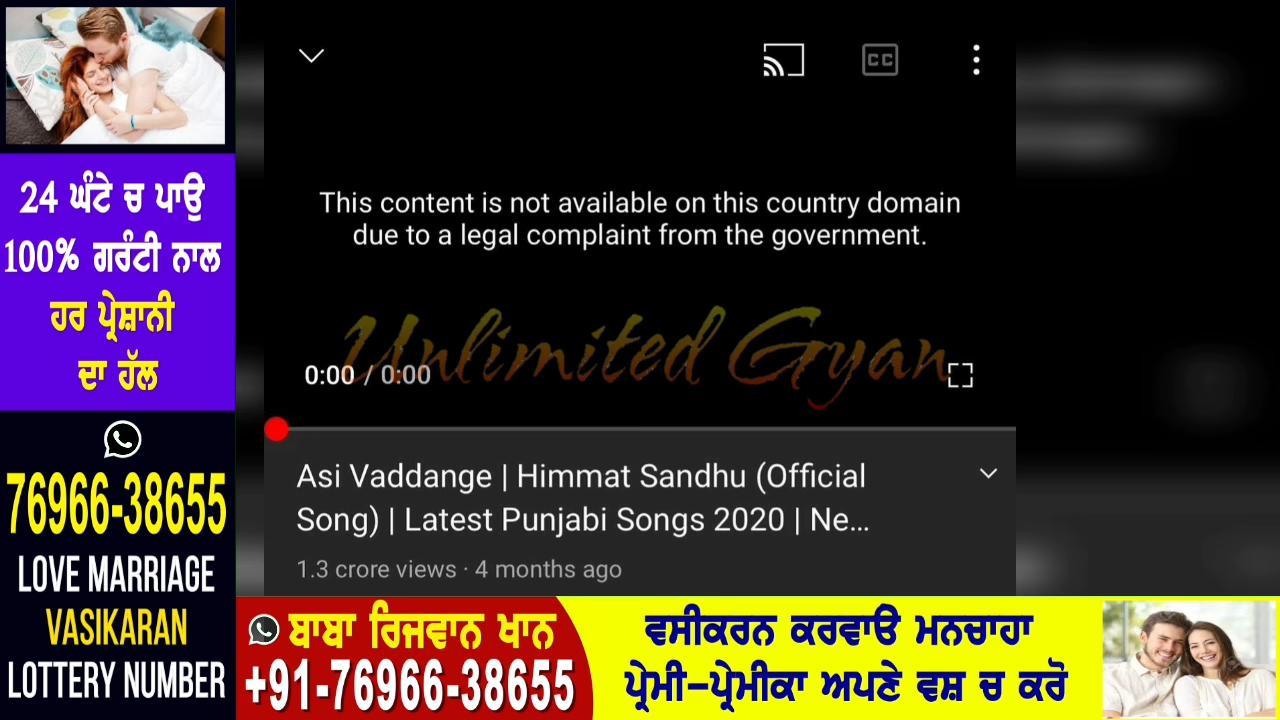 24 ਘੰਟੇ ਚ ਪਾਉ
100% ਗਰੰਟੀ ਨਾਲ
ਹਰ ਪ੍ਰੇਸ਼ਾਨੀ
ਦਾ ਹੱਲ
76966-38655
LOVE MARRIAGE
VASIKARAN
LOTTERY NUMBER
CC
This content is not available on this country domain
due to a legal complaint from the government.
Unlimited Gyan
0:00 / 0:00
Asi Vaddange | Himmat Sandhu (Official
Song) | Latest Punjabi Songs 2020 | Ne...
1.3 crore views · 4 months ago
ਬਾਬਾ ਰਿਜਵਾਨ ਖਾਨ
+91-76966-38655
ਵਸੀਕਰਨ ਕਰਵਾਓ ਮਨਚਾਹਾ
ਪ੍ਰੇਮੀ-ਪ੍ਰੇਮੀਕਾ ਅਪਣੇ ਵਸ਼ ਚ ਕਰੋ